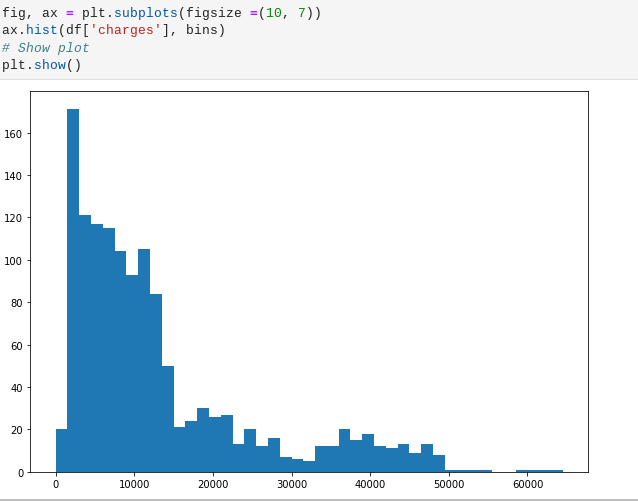 fig, ax = plt.subplots(figsize =(10, 7))
ax.hist(df['charges'], bins)
# Show plot
plt.show()
160
140
120
100
80
60
40
20
0
0 10000 20000 30000 40000 50000 60000